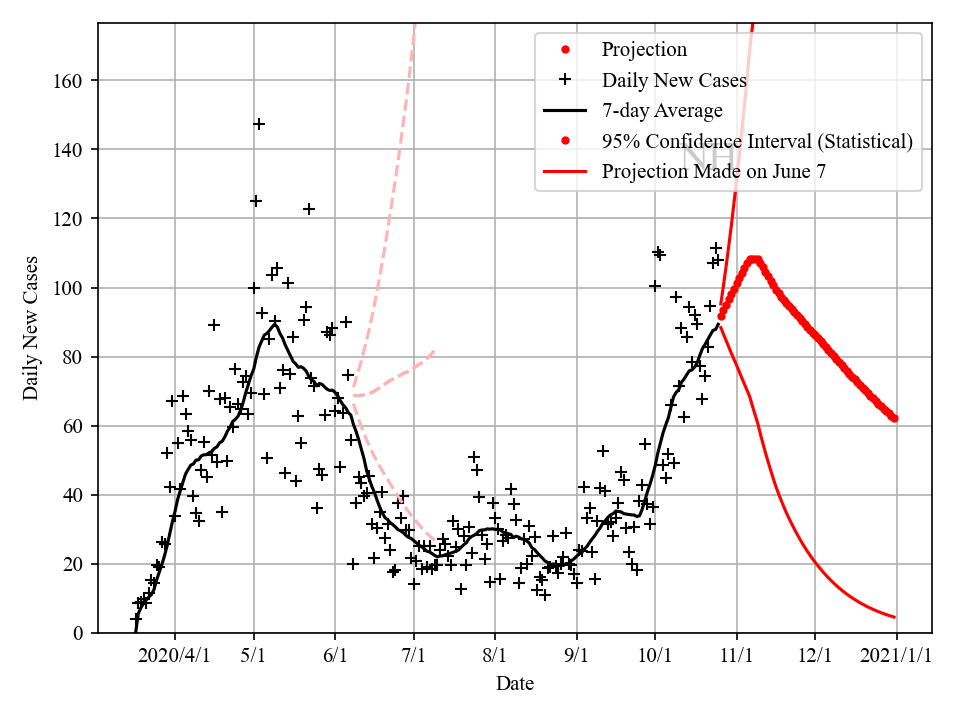 160
140
120
100
80
60
40
20
0
Daily New Cases
Projection
Daily New Cases
7-day Average
95% Confidence Interval (Statistical)
Projection Made on June 7
NH
2020/4/1 5/1 6/1 7/1 8/1 9/1 10/1 11/1 12/1 2021/1/1
Date